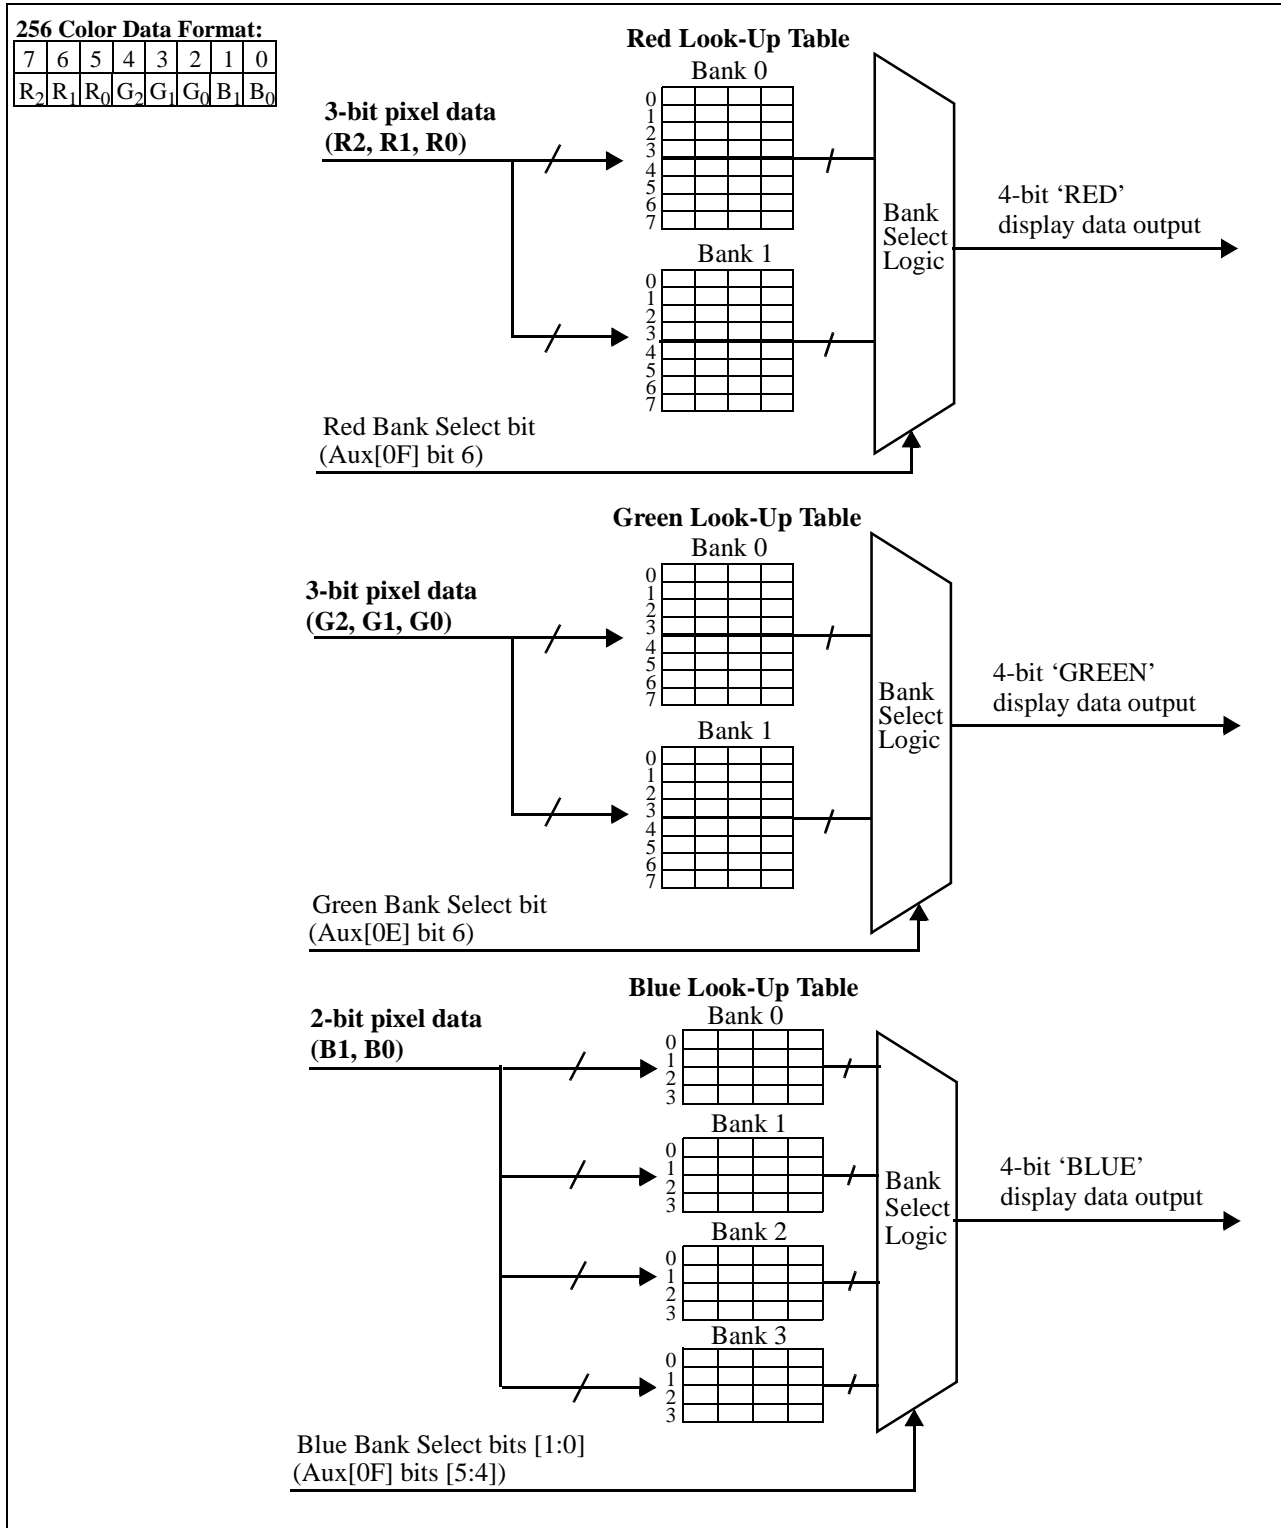 256 Color Data Format:
7 6 5 4 3 2 1 0
R2 R1 R0 G2 G1 G0 B1 B0
Red Look-Up Table
Bank 0
3-bit pixel data
(R2, R1, R0)
0
1
2
3
4
5
6
7
Bank 1
0
1
2
3
4
5
6
7
Bank
Select
Logic
4-bit ‘RED’
display data output
Red Bank Select bit
(Aux[0F] bit 6)
Green Look-Up Table
Bank 0
3-bit pixel data
(G2, G1, G0)
0
1
2
3
4
5
6
7
Bank 1
0
1
2
3
4
5
6
7
Bank
Select
Logic
4-bit ‘GREEN’
display data output
Green Bank Select bit
(Aux[0E] bit 6)
Blue Look-Up Table
Bank 0
2-bit pixel data
(B1, B0)
0
1
2
3
Bank 1
0
1
2
3
Bank 2
0
1
2
3
Bank 3
0
1
2
3
Bank
Select
Logic
4-bit ‘BLUE’
display data output
Blue Bank Select bits [1:0]
(Aux[0F] bits [5:4])